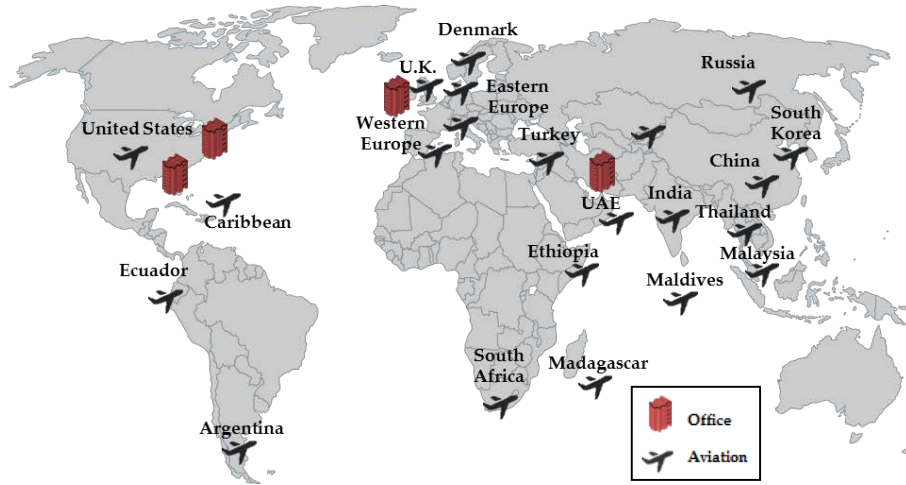 Denmark
U.K.
Russia
Eastern
Europe
United States
Western
Europe
Turkey
South
Korea
China
UAE
India
Thailand
Caribbean
Ethiopia
Malaysia
Ecuador
Maldives
South
Africa
Madagascar
Argentina
Office
Aviation